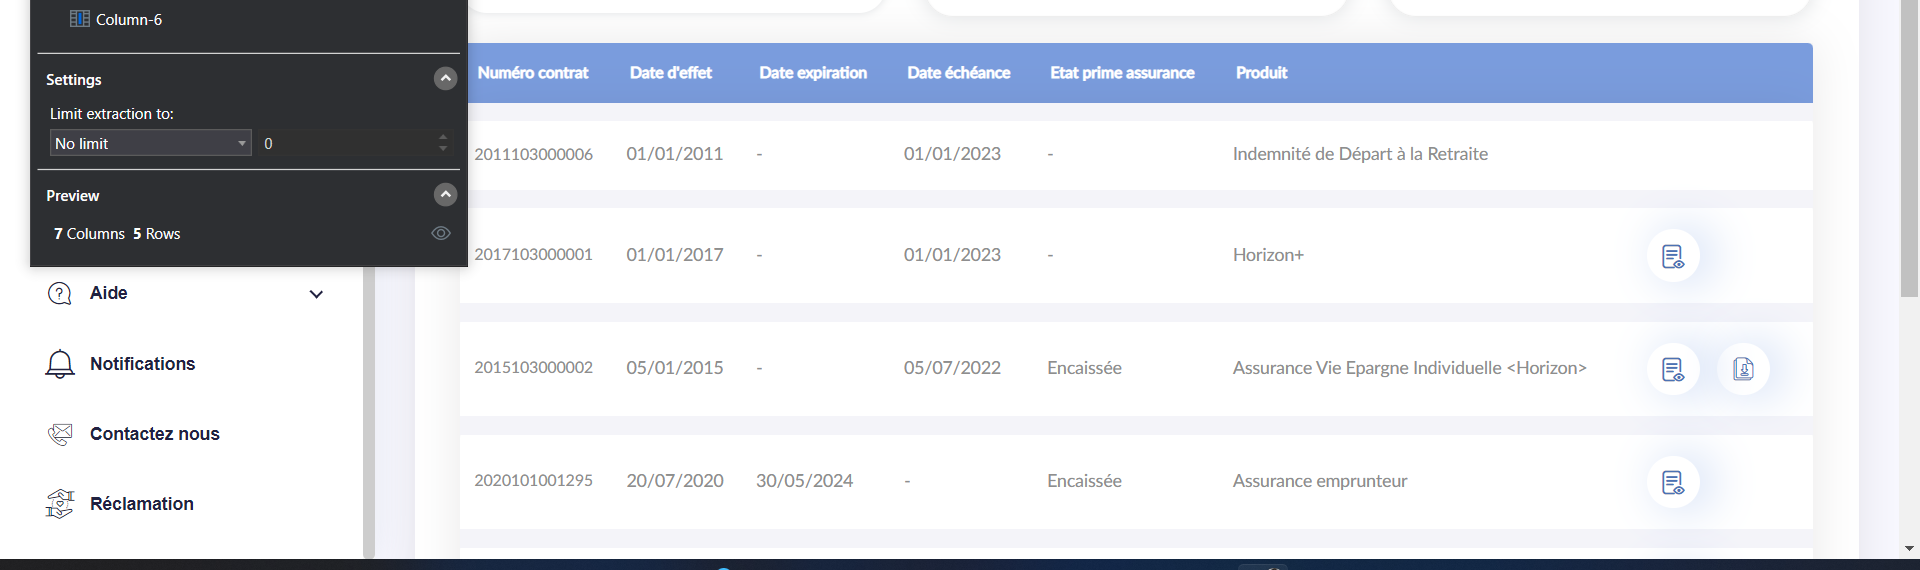 Column-6
Settings
Limit extraction to:
No limit 0
Preview
7 Columns 5 Rows
Aide
Notifications
Contactez nous
Réclamation
Numéro contrat Date d'effet Date expiration Date échéance Etat prime assurance Produit
2011103000006 01/01/2011 - 01/01/2023 - Indemnité de Départ à la Retraite
2017103000001 01/01/2017 - 01/01/2023 - Horizon+
2015103000002 05/01/2015 - 05/07/2022 Encaissée Assurance Vie Epargne Individuelle <Horizon>
2020101001295 20/07/2020 30/05/2024 - Encaissée Assurance emprunteur